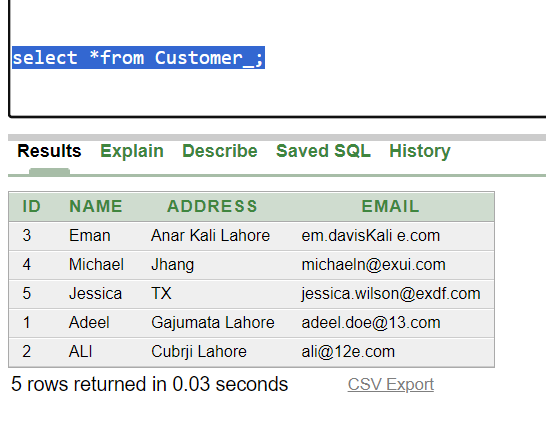 select *from Customer_;
Results Explain Describe Saved SQL History
ID NAME ADDRESS EMAIL
3 Eman Anar Kali Lahore em.davisKali e.com
4 Michael Jhang michaeln@exui.com
5 Jessica TX jessica.wilson@exdf.com
1 Adeel Gajumata Lahore adeel.doe@13.com
2 ALI Cubrji Lahore ali@12e.com
5 rows returned in 0.03 seconds CSV Export